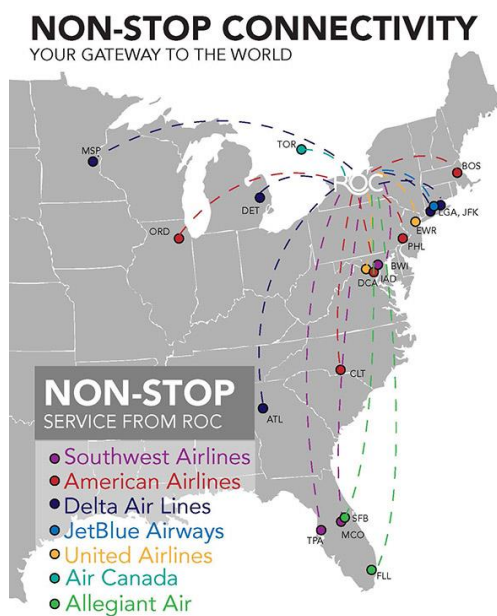 NON-STOP CONNECTIVITY
YOUR GATEWAY TO THE WORLD
MSP
TOR
BOS
DET
ROC
LGA, JFK
ORD
EWR
PHL
BWI
DCA
IAD
CLT
ATL
NON-STOP
SERVICE FROM ROC
Southwest Airlines
American Airlines
Delta Air Lines
JetBlue Airways
United Airlines
Air Canada
Allegiant Air
SFB
TPA
MCO
FLL